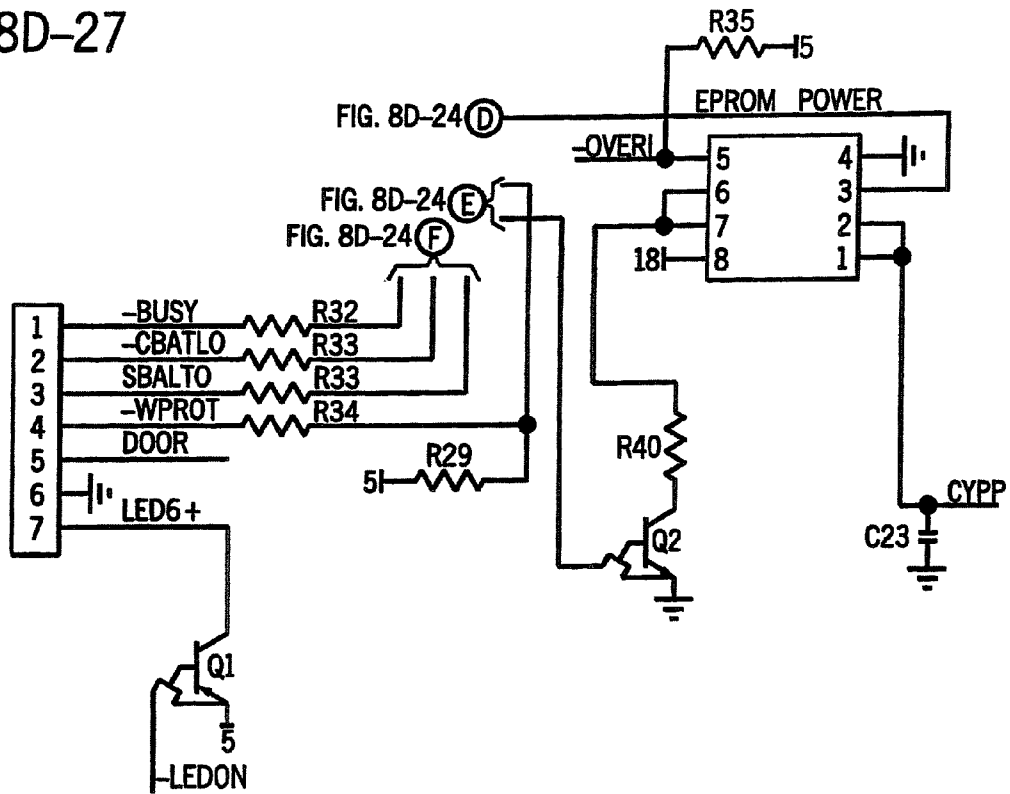 8D–27
R35
5
FIG. 8D–24 D
EPROM POWER
–OVERI
5 4
6 3
7 2
8 1
18
FIG. 8D–24 E
FIG. 8D–24 F
1 –BUSY R32
2 –CBATLO R33
3 SBALTO R33
4 –WPROT R34
5 DOOR
6
7 LED6+
5 R29
R40
Q2
CYPP
C23
Q1
5
–LEDON